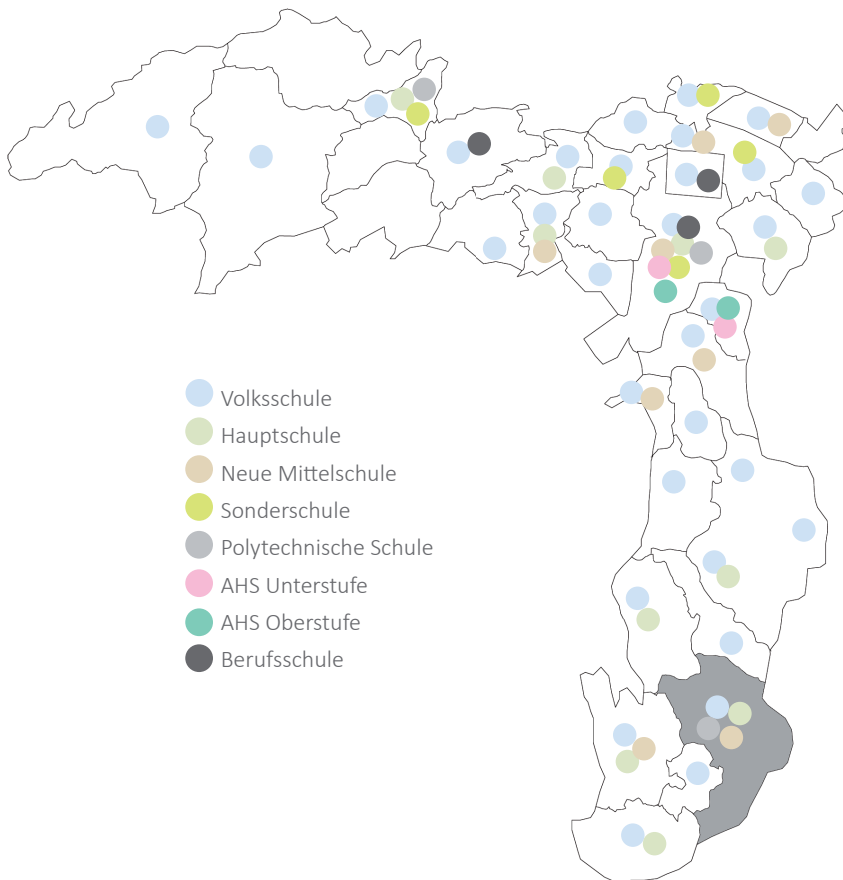 Volksschule
Hauptschule
Neue Mittelschule
Sonderschule
Polytechnische Schule
AHS Unterstufe
AHS Oberstufe
Berufsschule